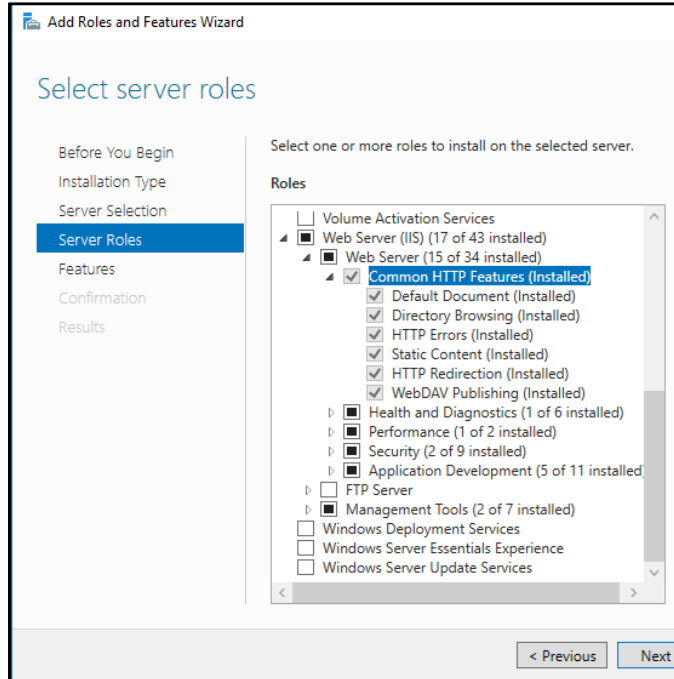 Add Roles and Features Wizard
Select server roles
Before You Begin
Installation Type
Server Selection
Server Roles
Features
Confirmation
Results
Select one or more roles to install on the selected server.
Roles
Volume Activation Services
Web Server (IIS) (17 of 43 installed)
Web Server (15 of 34 installed)
Common HTTP Features (Installed)
Default Document (Installed)
Directory Browsing (Installed)
HTTP Errors (Installed)
Static Content (Installed)
HTTP Redirection (Installed)
WebDAV Publishing (Installed)
Health and Diagnostics (1 of 6 installed)
Performance (1 of 2 installed)
Security (2 of 9 installed)
Application Development (5 of 11 installed
FTP Server
Management Tools (2 of 7 installed)
Windows Deployment Services
Windows Server Essentials Experience
Windows Server Update Services
< Previous
Next